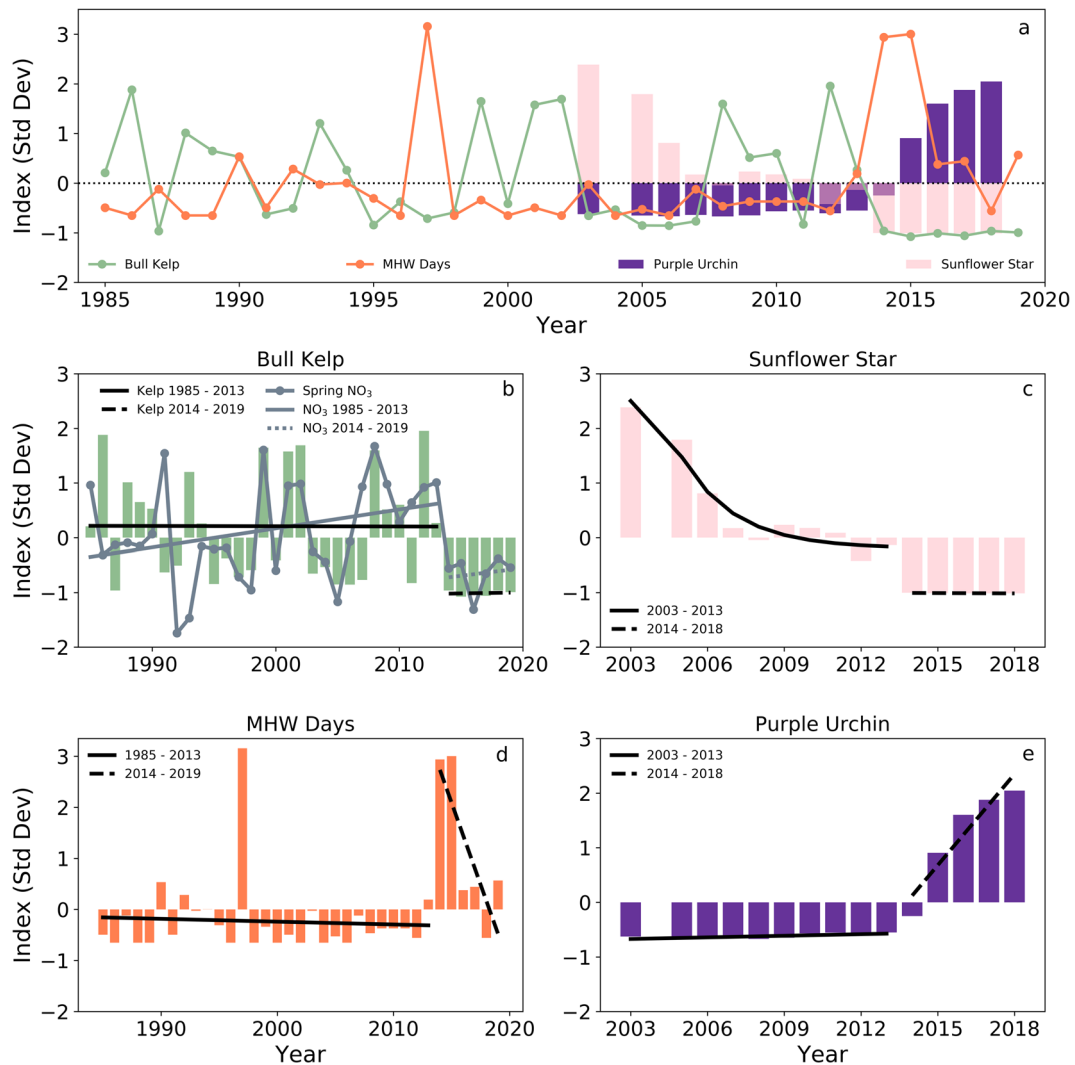 a
Index (Std Dev)
3
2
1
0
−1
−2
Bull Kelp MHW Days Purple Urchin Sunflower Star
1985 1990 1995 2000 2005 2010 2015 2020
Year
Bull Kelp
b
Index (Std Dev)
3
2
1
0
−1
−2
Kelp 1985 - 2013
Kelp 2014 - 2019
Spring NO₃
NO₃ 1985 - 2013
NO₃ 2014 - 2019
1990 2000 2010 2020
Sunflower Star
c
3
2
1
0
−1
−2
2003 - 2013
2014 - 2018
2003 2006 2009 2012 2015 2018
MHW Days
d
Index (Std Dev)
3
2
1
0
−1
−2
1985 - 2013
2014 - 2019
1990 2000 2010 2020
Year
Purple Urchin
e
3
2
1
0
−1
−2
2003 - 2013
2014 - 2018
2003 2006 2009 2012 2015 2018
Year